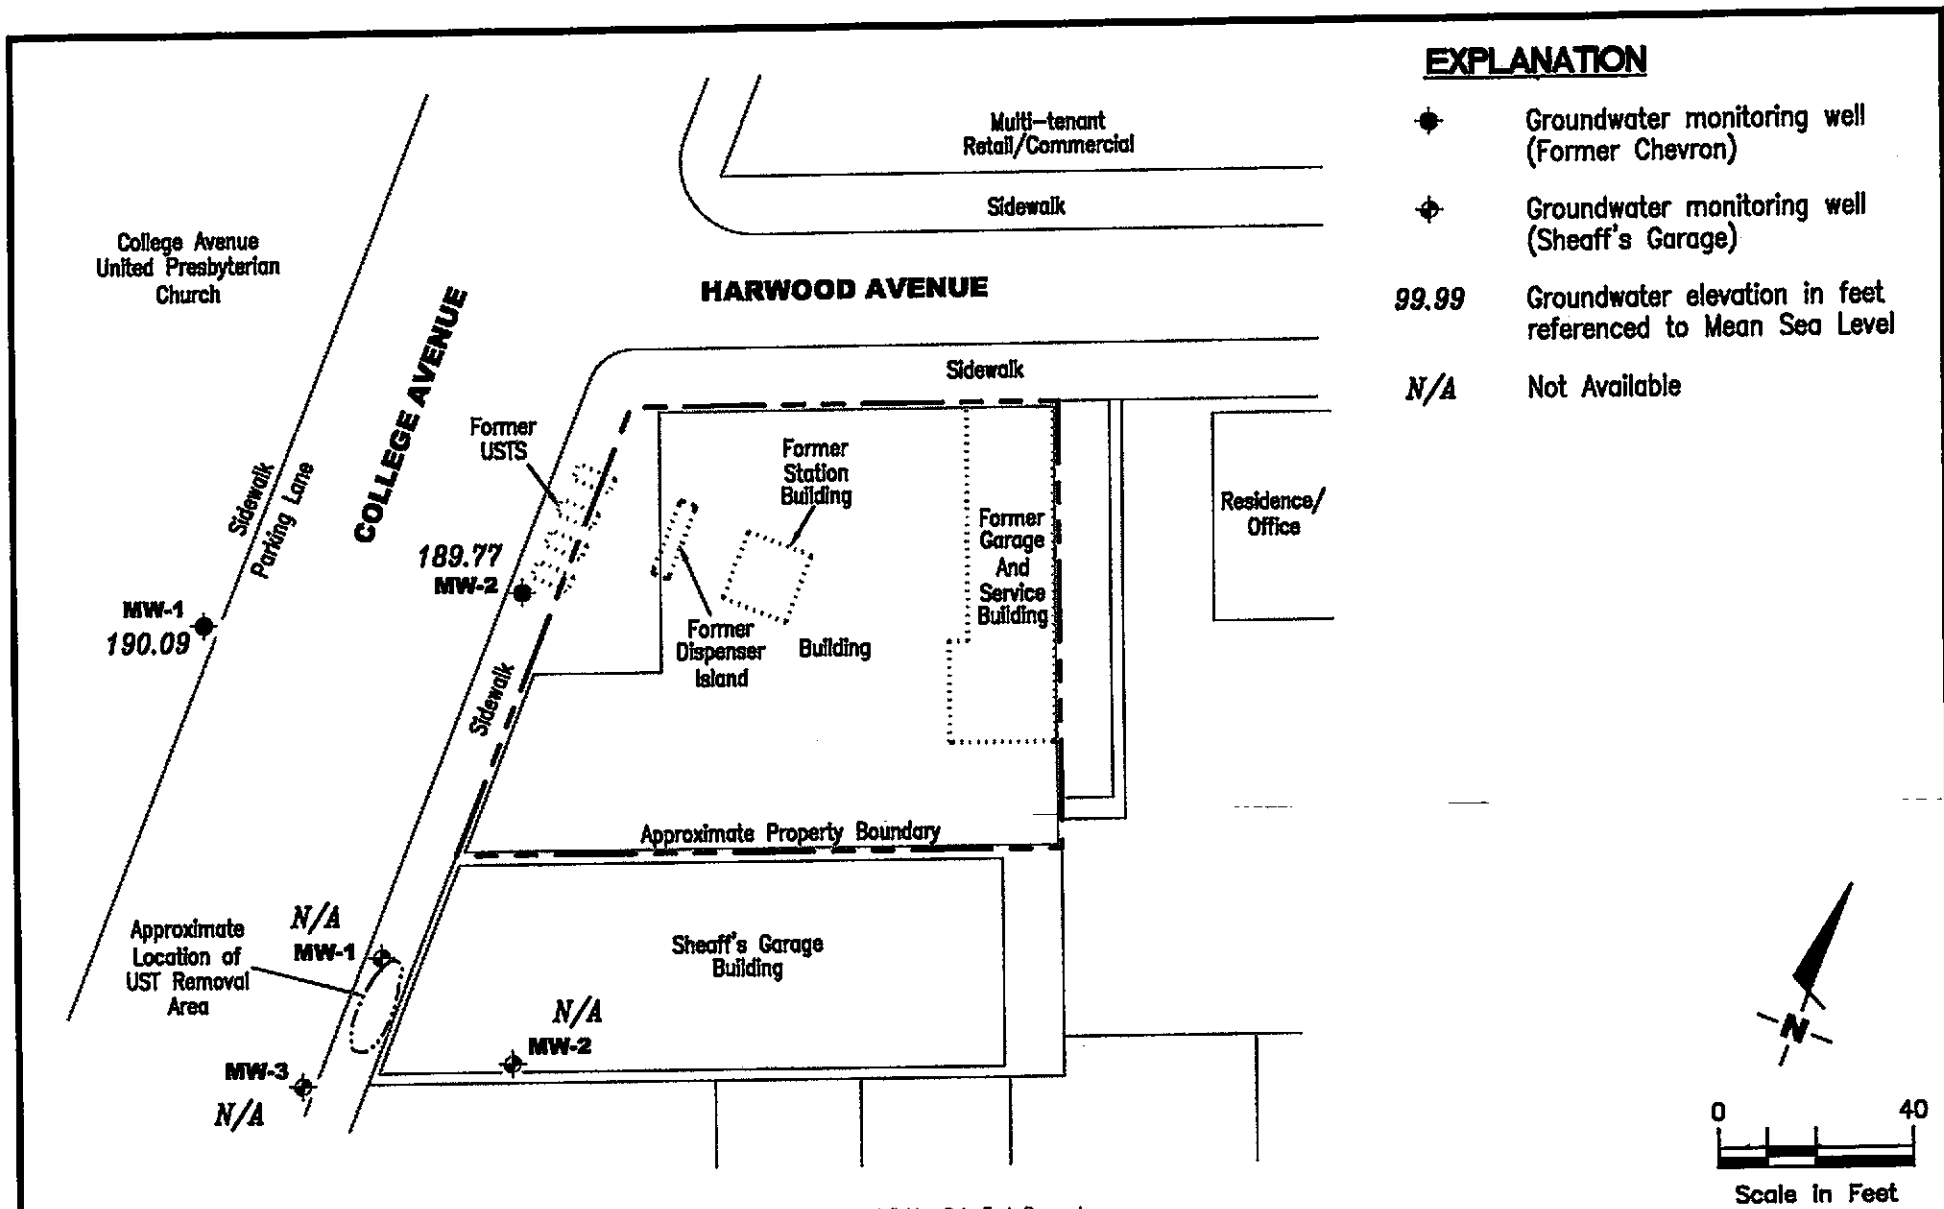 EXPLANATION
Groundwater monitoring well
(Former Chevron)
Groundwater monitoring well
(Sheaff's Garage)
99.99 Groundwater elevation in feet
referenced to Mean Sea Level
N/A Not Available
Multi-tenant
Retail/Commercial
Sidewalk
College Avenue
United Presbyterian
Church
HARWOOD AVENUE
COLLEGE AVENUE
Sidewalk
Former
USTS
Former
Station
Building
Sidewalk
Parking Lane
Former
Garage
And
Service
Building
Residence/
Office
189.77
MW-2
MW-1
190.09
Former
Dispenser
Island
Building
Sidewalk
Approximate Property Boundary
N/A
MW-1
Approximate
Location of
UST Removal
Area
Sheaff's Garage
Building
N/A
MW-2
MW-3
N/A
N
0 40
Scale in Feet